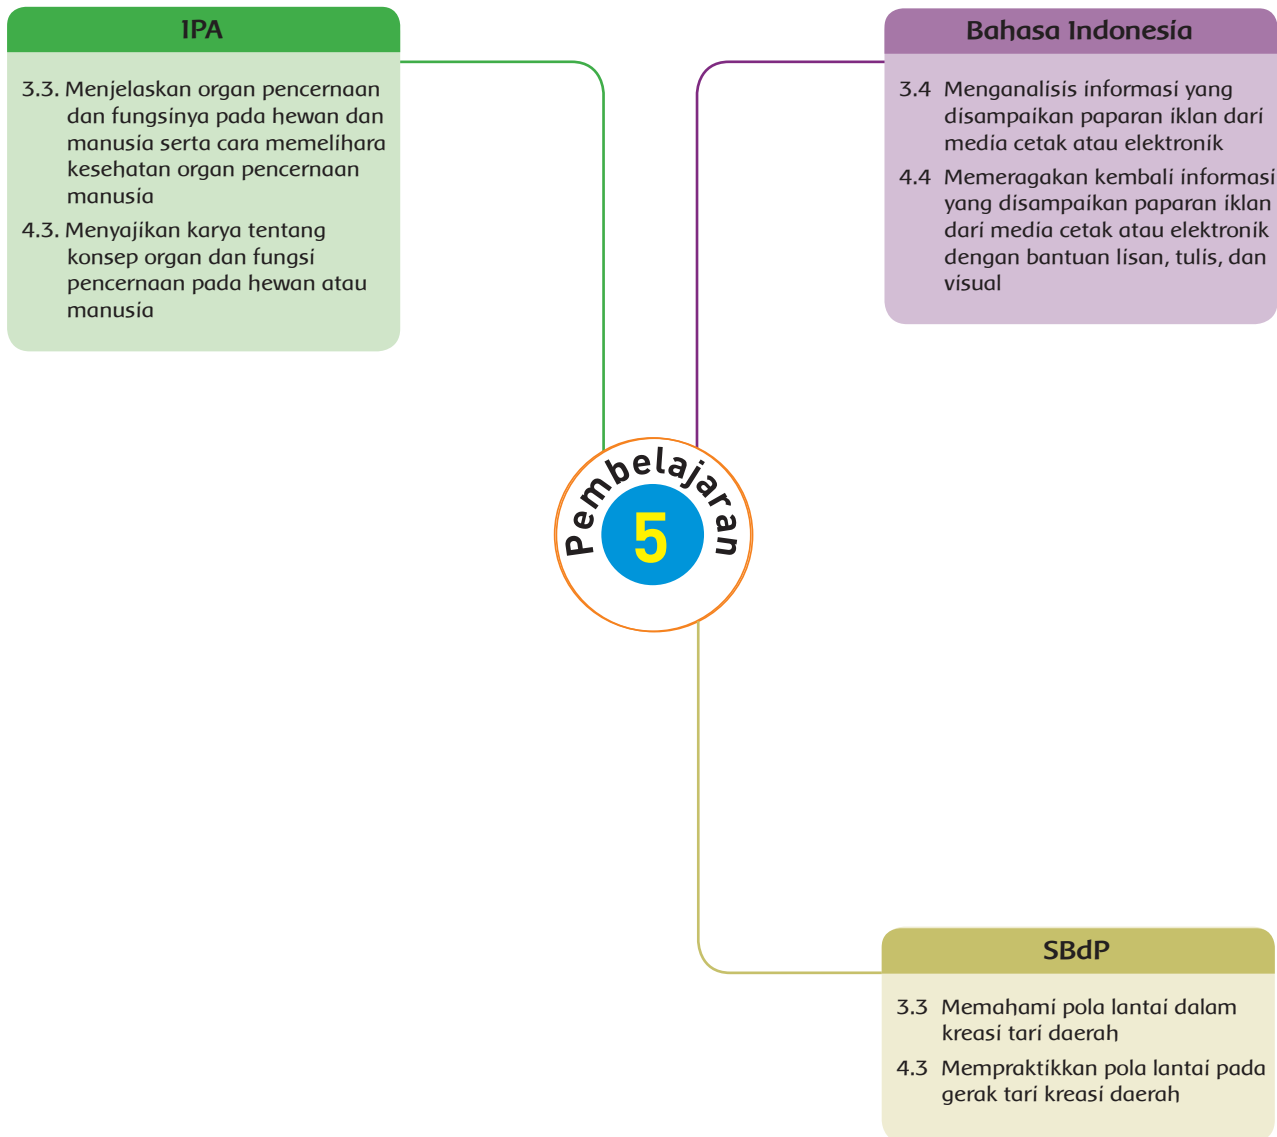 IPA
3.3. Menjelaskan organ pencernaan
dan fungsinya pada hewan dan
manusia serta cara memelihara
kesehatan organ pencernaan
manusia
4.3. Menyajikan karya tentang
konsep organ dan fungsi
pencernaan pada hewan atau
manusia
Bahasa Indonesia
3.4 Menganalisis informasi yang
disampaikan paparan iklan dari
media cetak atau elektronik
4.4 Memeragakan kembali informasi
yang disampaikan paparan iklan
dari media cetak atau elektronik
dengan bantuan lisan, tulis, dan
visual
Pembelajaran
5
SBdP
3.3 Memahami pola lantai dalam
kreasi tari daerah
4.3 Mempraktikkan pola lantai pada
gerak tari kreasi daerah